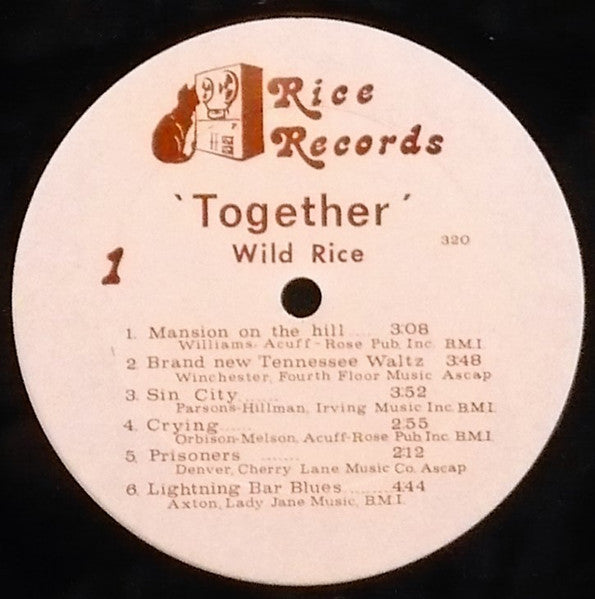 Rice
Records
'Together'
Wild Rice
320
1
1. Mansion on the hill..... 3:08
Williams, Acuff-Rose Pub, Inc. B.M.I.
2. Brand new Tennessee Waltz 3:48
Winchester, Fourth Floor Music Ascap
3. Sin City....... 3:52
Parsons-Hillman, Irving Music Inc. B.M.I.
4. Crying....... 2:55
Orbison-Melson, Acuff-Rose Pub Inc. B.M.I.
5. Prisoners ........ 2:12
Denver, Cherry Lane Music Co. Ascap
6. Lightning Bar Blues......... 4:44
Axton, Lady Jane Music, B.M.I.